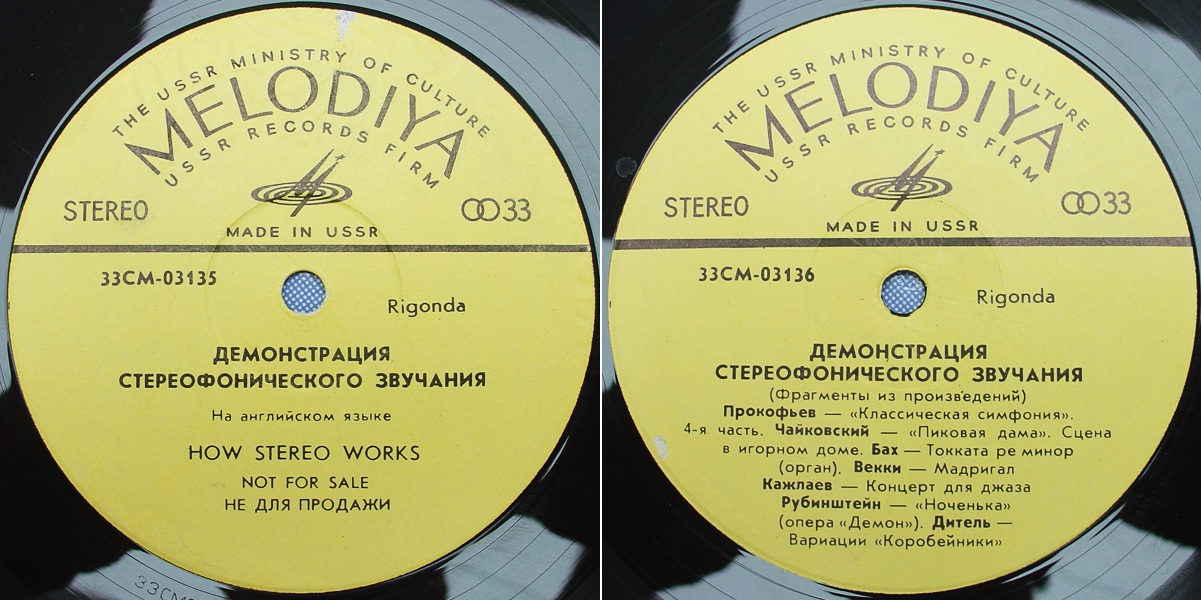 THE USSR MINISTRY OF CULTURE
MELODIYA
USSR RECORDS FIRM
STEREO
33
MADE IN USSR
33СМ-03135
Rigonda
ДЕМОНСТРАЦИЯ
СТЕРЕОФОНИЧЕСКОГО ЗВУЧАНИЯ
На английском языке
HOW STEREO WORKS
NOT FOR SALE
НЕ ДЛЯ ПРОДАЖИ
33СМ
THE USSR MINISTRY OF CULTURE
MELODIYA
USSR RECORDS FIRM
STEREO
33
MADE IN USSR
33СМ-03136
Rigonda
ДЕМОНСТРАЦИЯ
СТЕРЕОФОНИЧЕСКОГО ЗВУЧАНИЯ
(Фрагменты из произведений)
Прокофьев — «Классическая симфония».
4-я часть. Чайковский — «Пиковая дама». Сцена
в игорном доме. Бах — Токката ре минор
(орган). Векки — Мадригал
Кажлаев — Концерт для джаза
Рубинштейн — «Ноченька»
(опера «Демон»). Дитель —
Вариации «Коробейники»